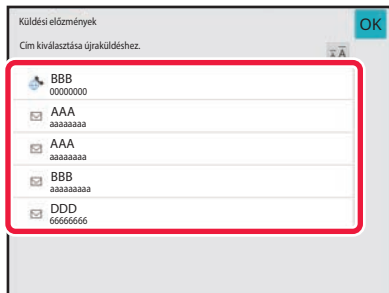 Küldési előzmények
OK
Cím kiválasztása újraküldéshez.
BBB
00000000
AAA
aaaaaaaa
AAA
aaaaaaaa
BBB
aaaaaaaaa
DDD
66666666